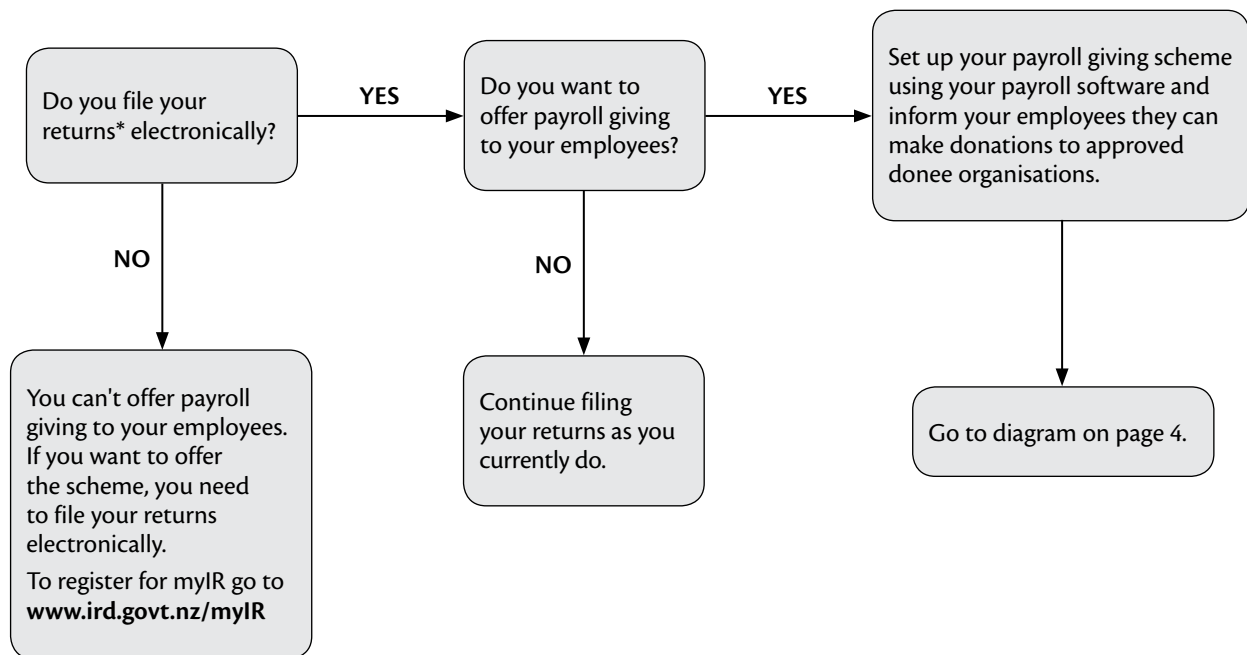 Do you file your
returns* electronically?
YES
Do you want to
offer payroll giving
to your employees?
YES
Set up your payroll giving scheme
using your payroll software and
inform your employees they can
make donations to approved
donee organisations.
NO
You can't offer payroll
giving to your employees.
If you want to offer
the scheme, you need
to file your returns
electronically.
To register for myIR go to
www.ird.govt.nz/myIR
NO
Continue filing
your returns as you
currently do.
Go to diagram on page 4.